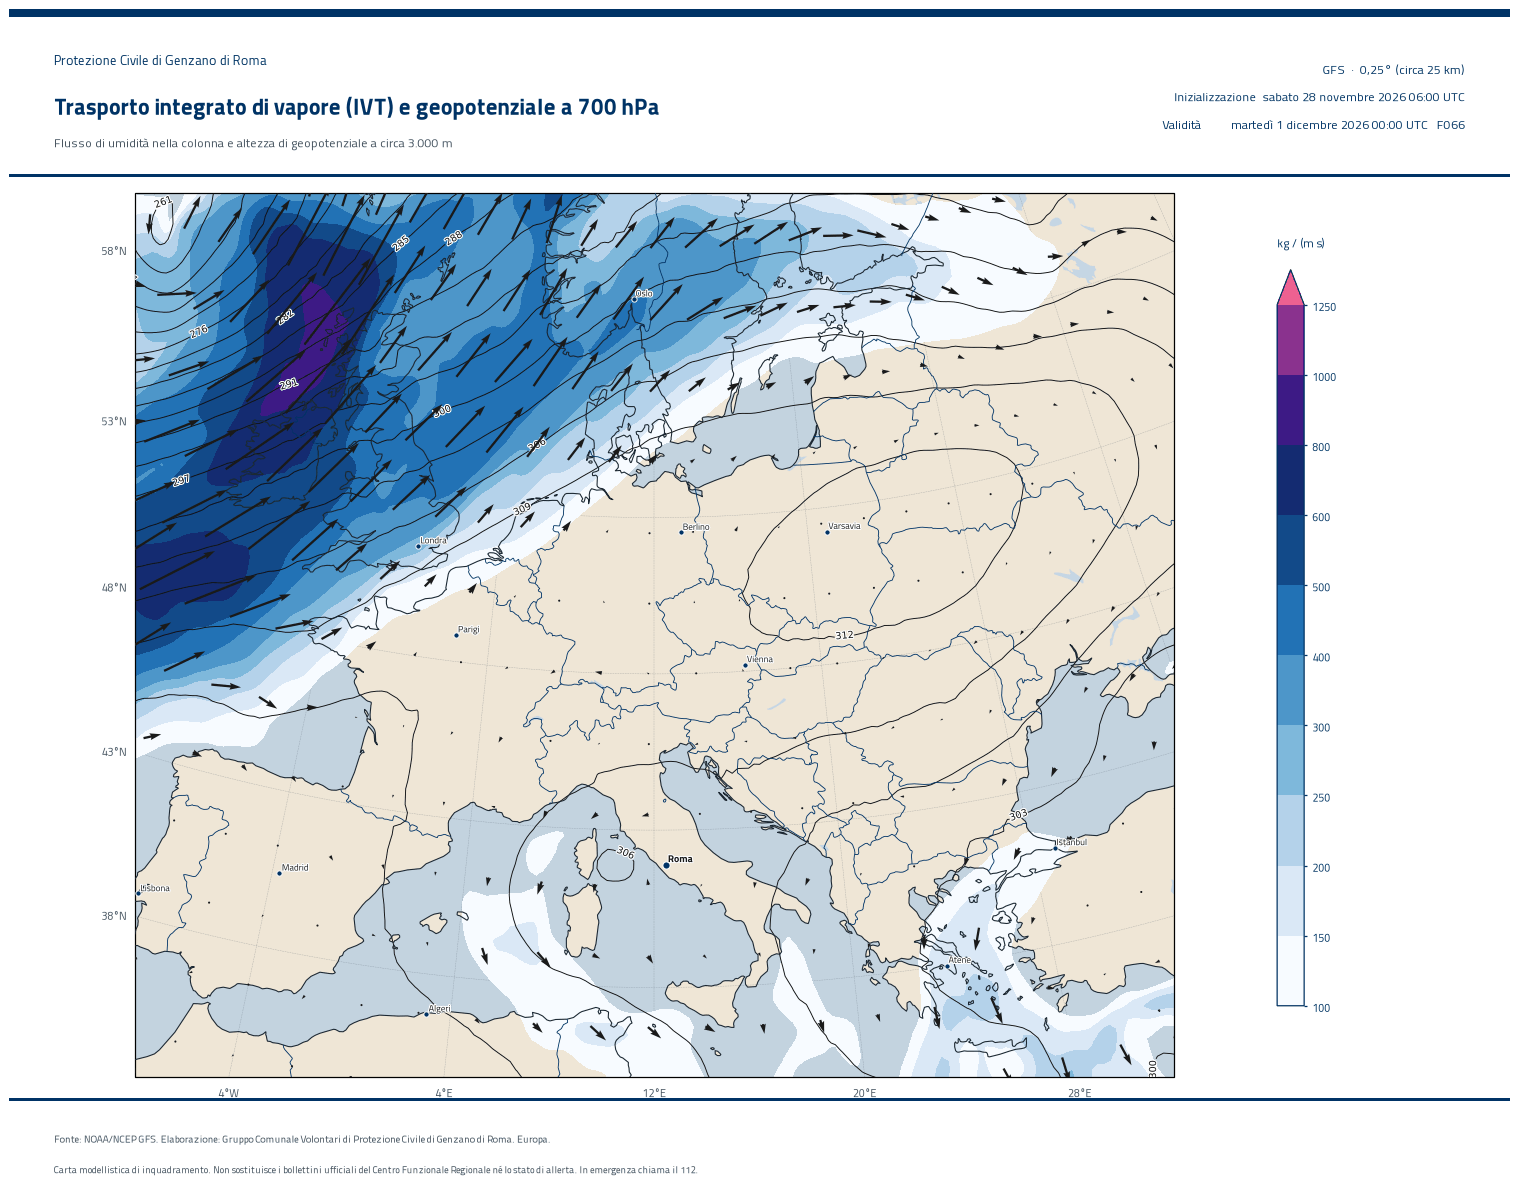 Protezione Civile di Genzano di Roma
Trasporto integrato di vapore (IVT) e geopotenziale a 700 hPa
Flusso di umidità nella colonna e altezza di geopotenziale a circa 3.000 m
GFS · 0,25° (circa 25 km)
Inizializzazione sabato 28 novembre 2026 06:00 UTC
Validità martedì 1 dicembre 2026 00:00 UTC F066
261
285
288
58°N
Oslo
282
276
291
300
53°N
306
297
309
Londra
Berlino
Varsavia
48°N
Parigi
312
Vienna
43°N
303
Istanbul
306
Roma
Madrid
Lisbona
38°N
Atene
Algeri
300
4°W
4°E
12°E
20°E
28°E
kg / (m s)
1250
1000
800
600
500
400
300
250
200
150
100
Fonte: NOAA/NCEP GFS. Elaborazione: Gruppo Comunale Volontari di Protezione Civile di Genzano di Roma. Europa.
Carta modellistica di inquadramento. Non sostituisce i bollettini ufficiali del Centro Funzionale Regionale né lo stato di allerta. In emergenza chiama il 112.